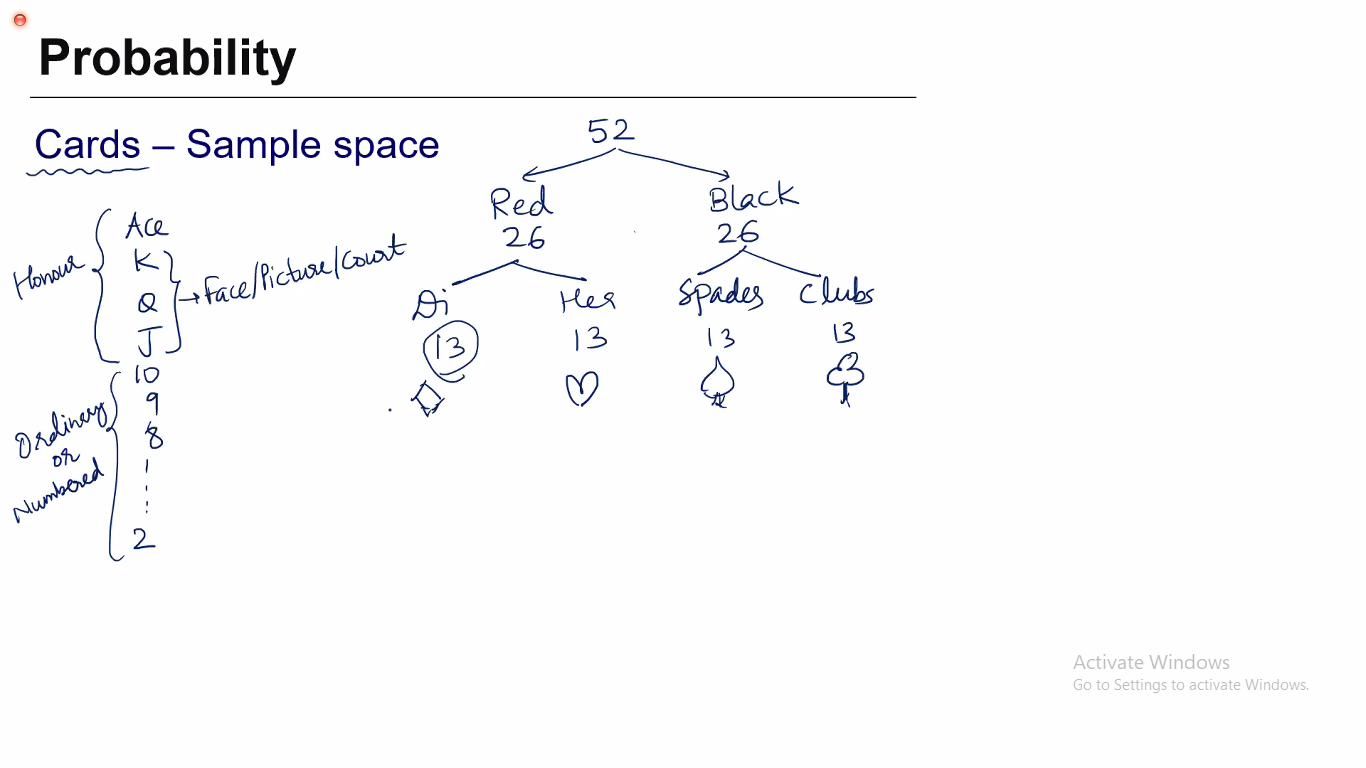 Probability
Cards – Sample space
52
Red
Black
26
26
Di
Hea
Spades
Clubs
13
13
13
13
Honour
Ace
K
Q
J
Face/Picture/Court
Ordinary
or
Numbered
10
9
8
2
Activate Windows
Go to Settings to activate Windows.